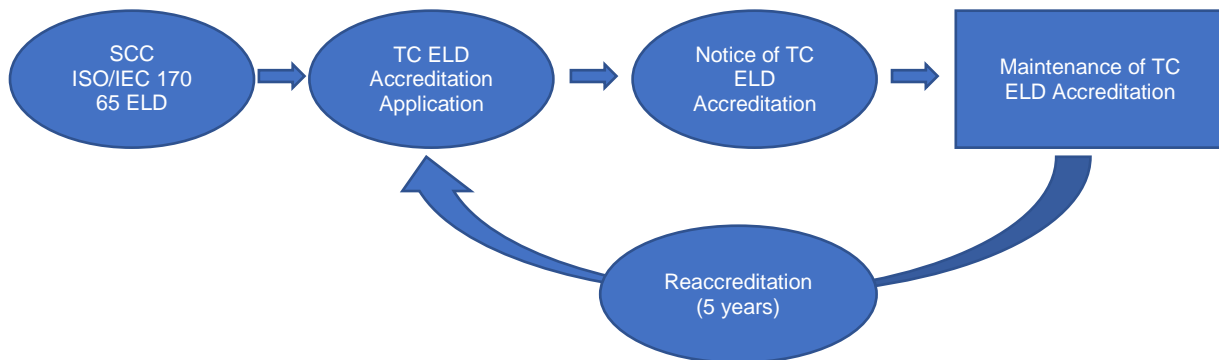 SCC
ISO/IEC 170
65 ELD
TC ELD
Accreditation
Application
Notice of TC
ELD
Accreditation
Maintenance of TC
ELD Accreditation
Reaccreditation
(5 years)